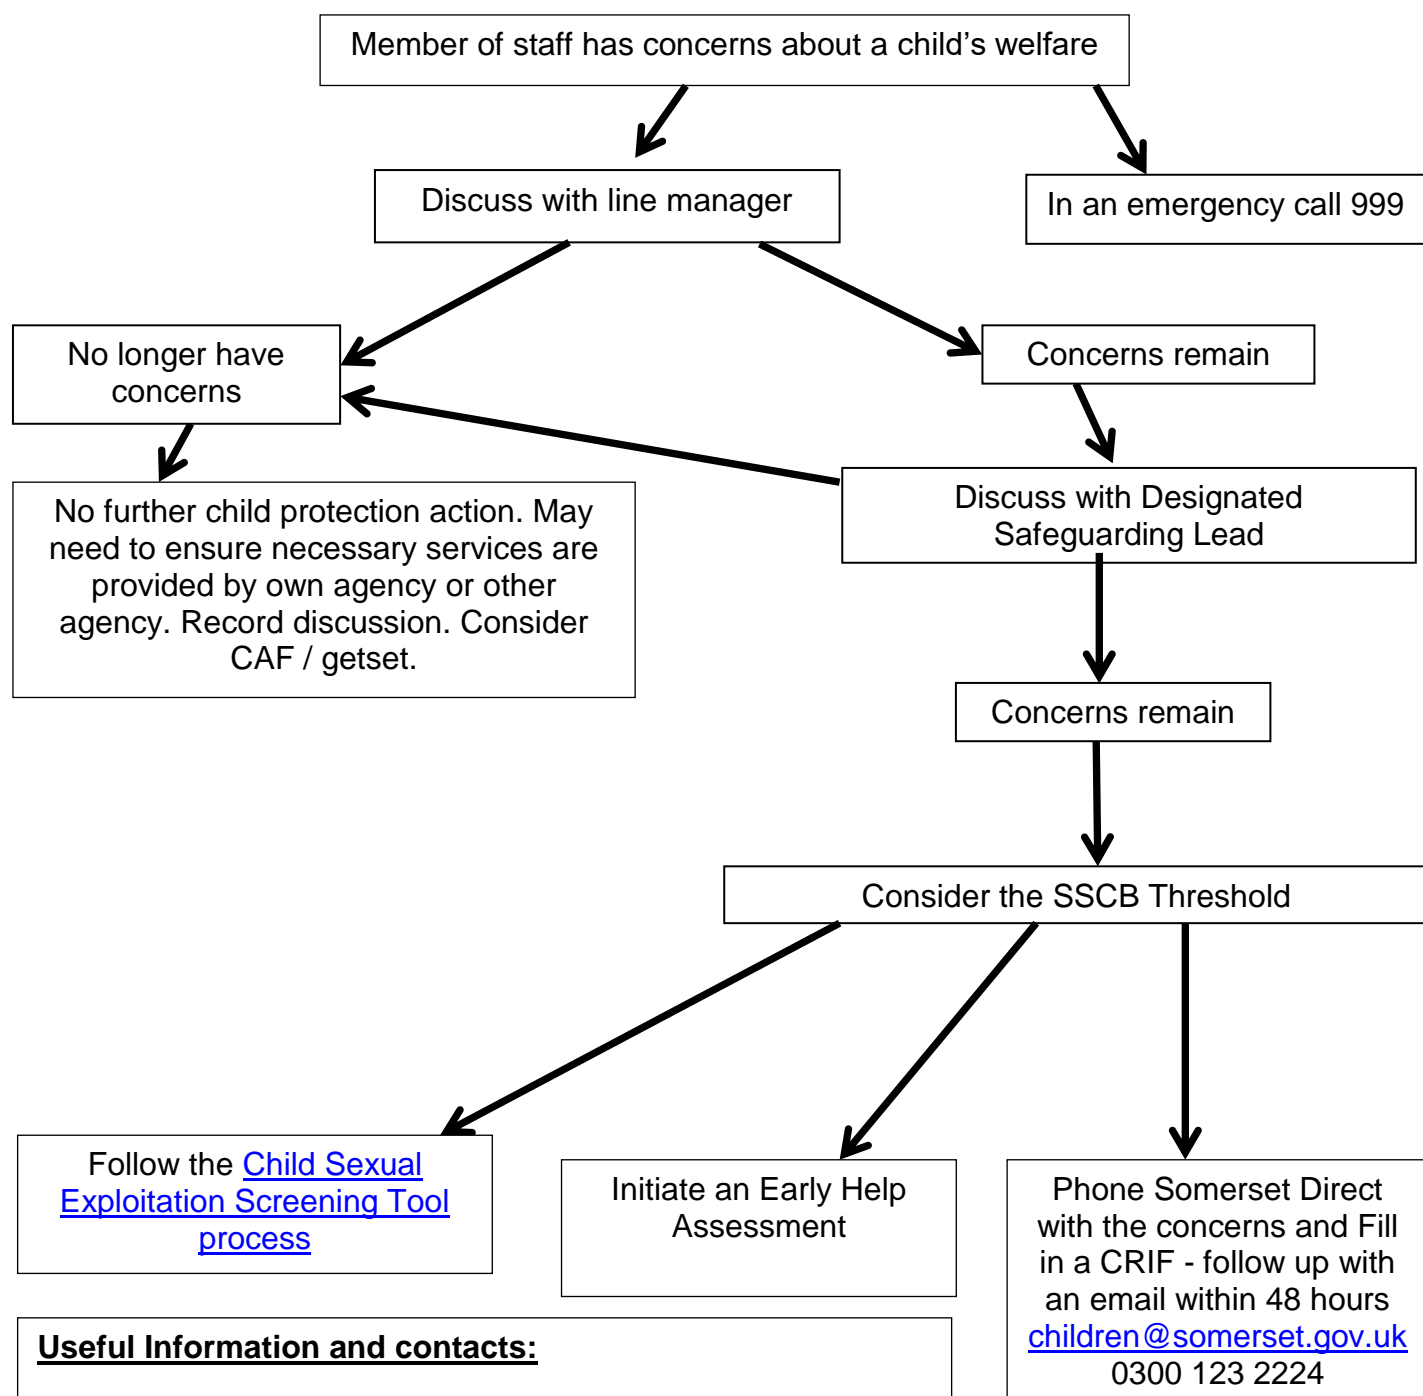 Member of staff has concerns about a child’s welfare
Discuss with line manager
In an emergency call 999
No longer have
concerns
Concerns remain
Discuss with Designated
Safeguarding Lead
No further child protection action. May
need to ensure necessary services are
provided by own agency or other
agency. Record discussion. Consider
CAF / getset.
Concerns remain
Consider the SSCB Threshold
Follow the Child Sexual
Exploitation Screening Tool
process
Initiate an Early Help
Assessment
Phone Somerset Direct
with the concerns and Fill
in a CRIF - follow up with
an email within 48 hours
children@somerset.gov.uk
0300 123 2224
Useful Information and contacts: